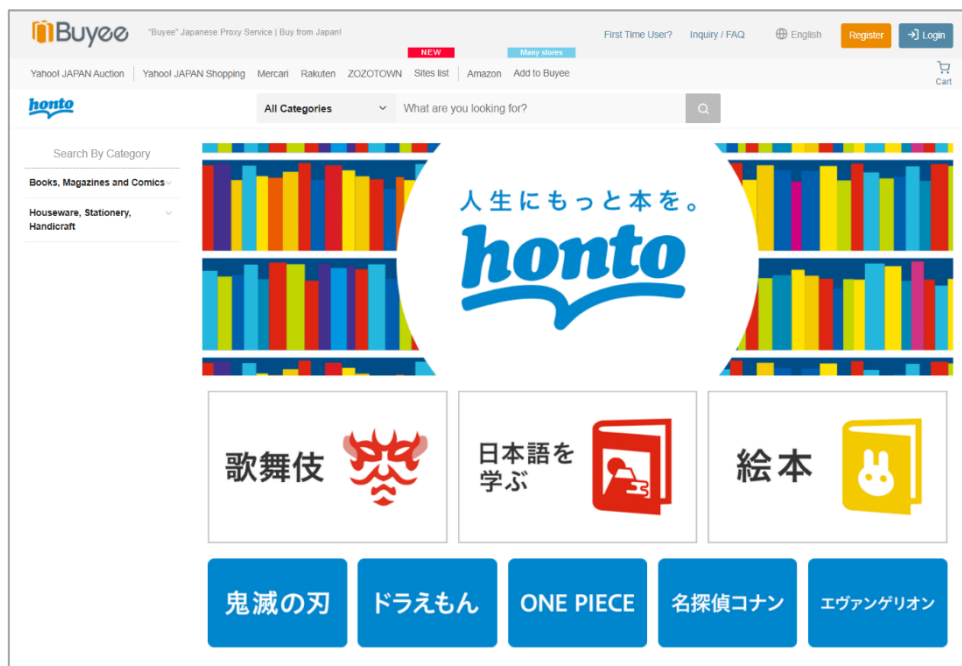 Buyee
"Buyee" Japanese Proxy Service | Buy from Japan!
First Time User?
Inquiry / FAQ
English
Register
Login
NEW
Many stores
Yahoo! JAPAN Auction
Yahoo! JAPAN Shopping
Mercari
Rakuten
ZOZOTOWN
Sites list
Amazon
Add to Buyee
Cart
honto
All Categories
What are you looking for?
Search By Category
Books, Magazines and Comics
Houseware, Stationery,
Handicraft
人生にもっと本を。
honto
歌舞伎
日本語を
学ぶ
絵本
鬼滅の刃
ドラえもん
ONE PIECE
名探偵コナン
エヴァンゲリオン